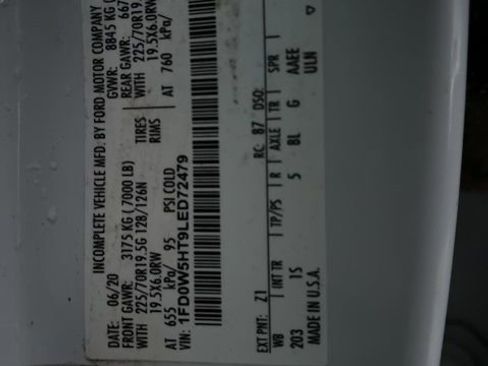 INCOMPLETE VEHICLE MFD. BY FORD MOTOR COMPANY
DATE: 06/20 GVWR: 8845 KG
FRONT GAWR: 3175 KG (7000 LB) REAR GAWR: 667
WITH 225/70R19.5G 128/126N TIRES WITH 225/70R19.
19.5X6.0RW RIMS 19.5X6.0RW
AT 655 kPa/ 95 PSI COLD AT 760 kPa/
VIN: 1FD0W5HT9LED72479
EXT PNT: Z1 RC: 87 DSO:
WB INT TR TP/PS R AXLE TR SPR
203 1S 5 8L G AAEE
MADE IN U.S.A. ULN